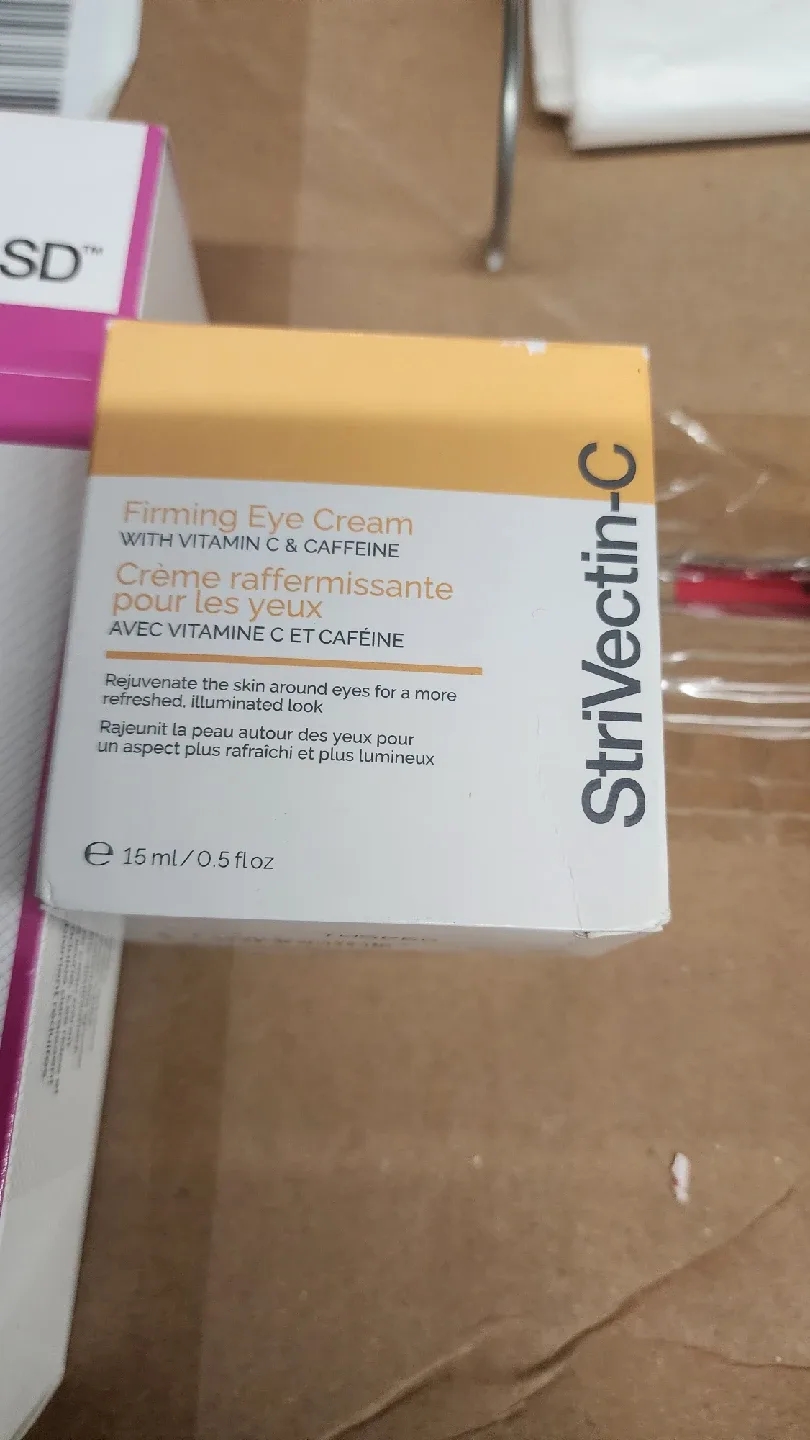 SD™
Firming Eye Cream
WITH VITAMIN C & CAFFEINE
Crème raffermissante
pour les yeux
AVEC VITAMINE C ET CAFÉINE
Rejuvenate the skin around eyes for a more
refreshed, illuminated look
Rajeunit la peau autour des yeux pour
un aspect plus rafraîchi et plus lumineux
℮ 15 ml/0.5 floz
StriVectin-C